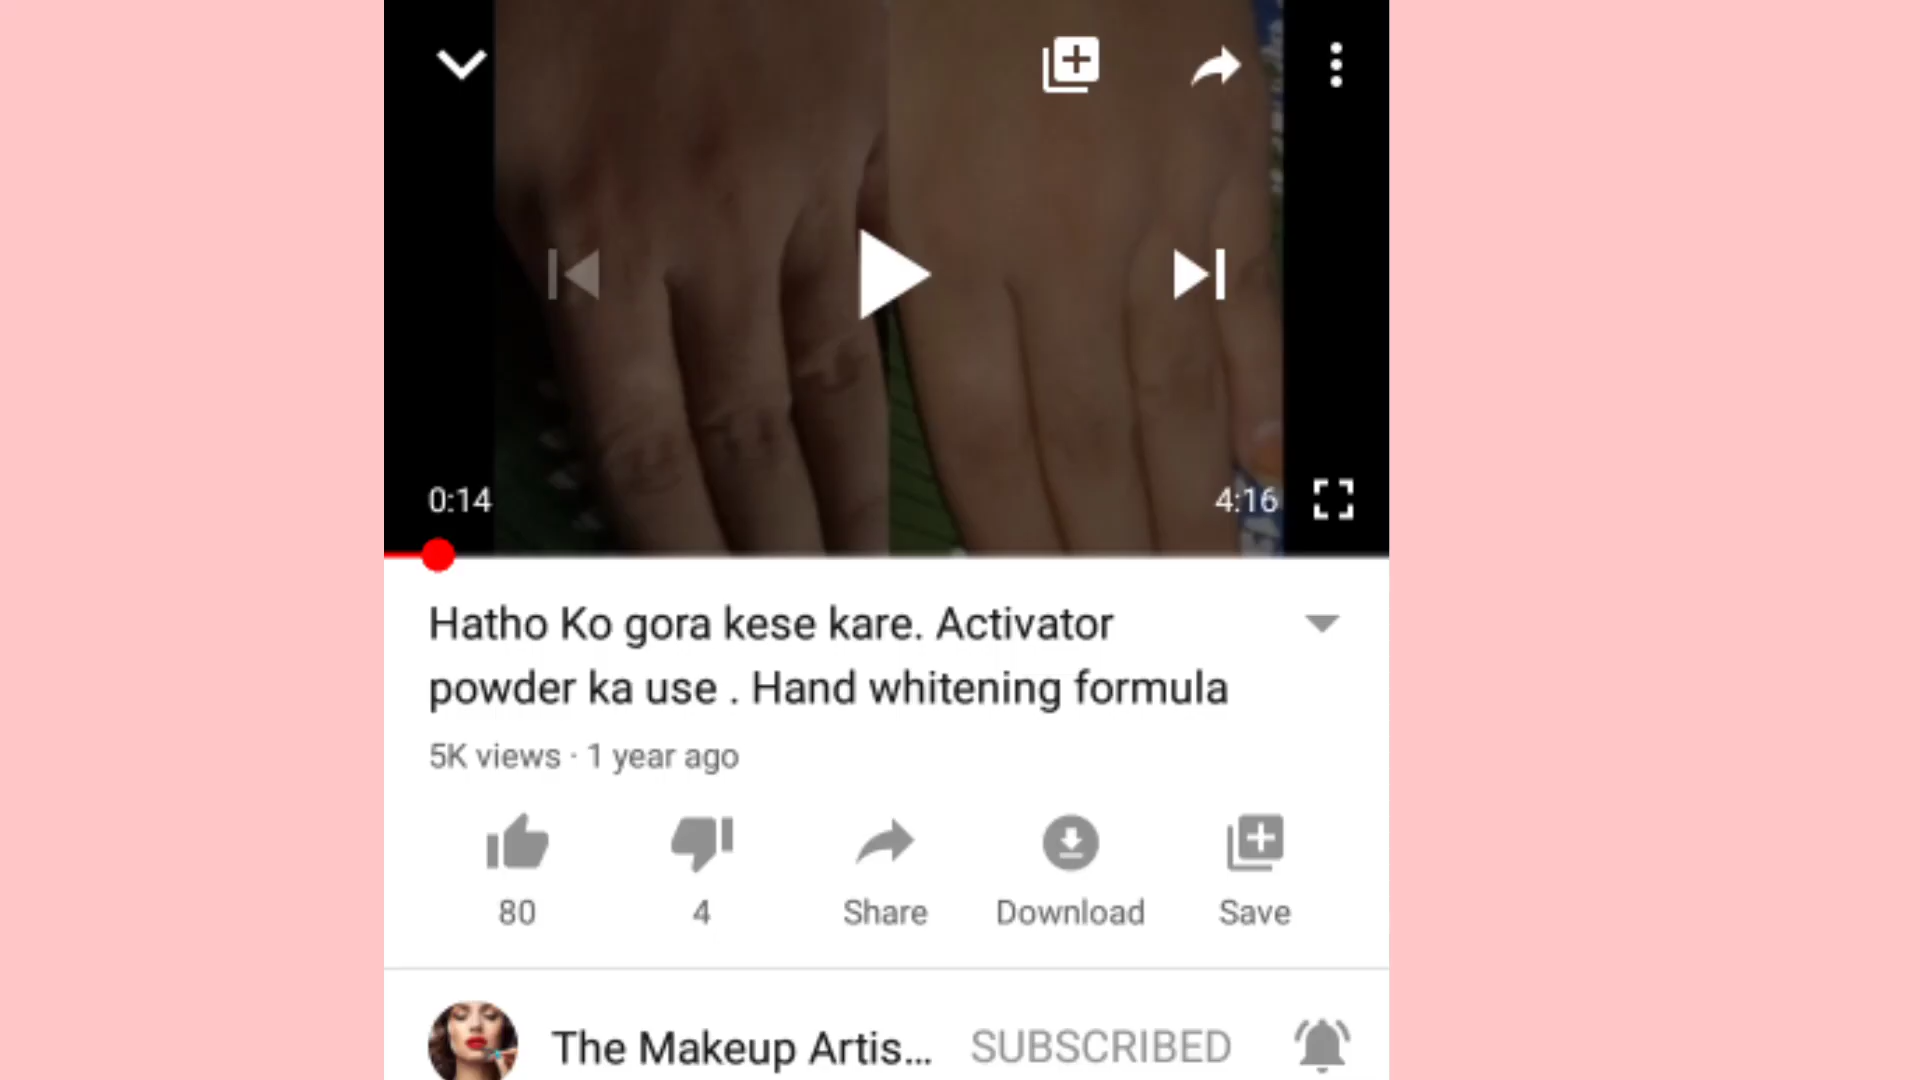 0:14
4:16
Hatho Ko gora kese kare. Activator
powder ka use . Hand whitening formula
5K views · 1 year ago
80
4
Share
Download
Save
The Makeup Artis...
SUBSCRIBED